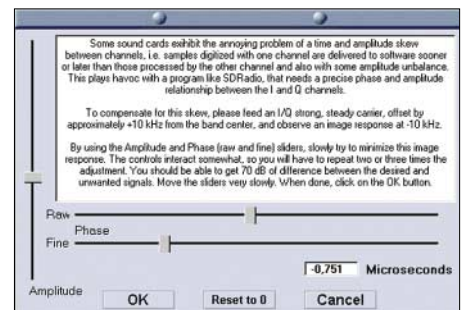 Some sound cards exihibit the annoying problem of a time and amplitude skew
between channels, i.e. samples digitized with one channel are delivered to software sooner
or later than those processed by the other channel and also with some amplitude unbalance.
This plays havoc with a program like SDRadio, that needs a precise phase and amplitude
relationship between the I and Q channels.
To compensate for this skew, please feed an I/Q strong, steady carrier, offset by
approximately +10 kHz from the band center, and observe an image response at -10 kHz.
By using the Amplitude and Phase (raw and fine) sliders, slowly try to minimize this image
response. The controls interact somewhat, so you will have to repeat two or three times the
adjustment. You should be able to get 70 dB of difference between the desired and
unwanted signals. Move the sliders very slowly. When done, click on the OK button.
Raw
Phase
Fine
-0,751 Microseconds
Amplitude
OK Reset to 0 Cancel